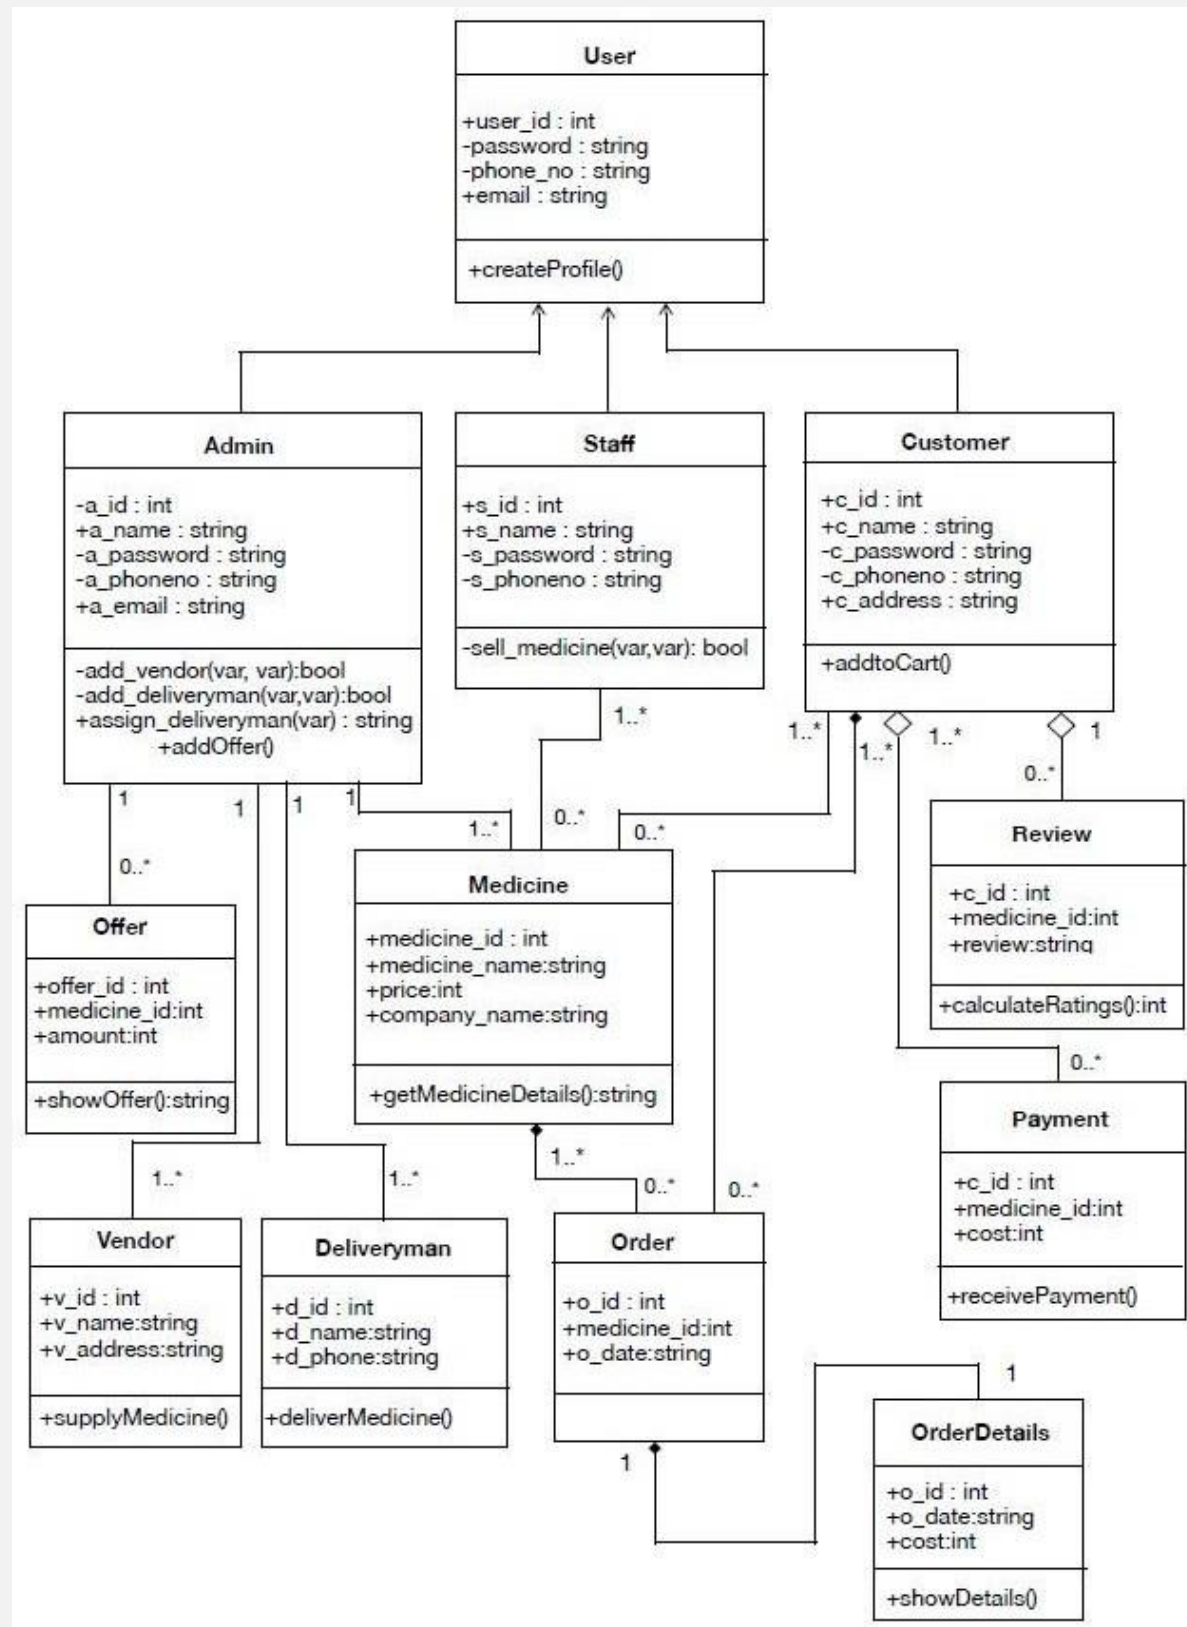 User
+user_id : int
-password : string
-phone_no : string
+email : string
+createProfile()
Admin
-a_id : int
+a_name : string
-a_password : string
-a_phoneno : string
+a_email : string
-add_vendor(var, var):bool
-add_deliveryman(var,var):bool
+assign_deliveryman(var) : string
+addOffer()
Staff
+s_id : int
+s_name : string
-s_password : string
-s_phoneno : string
-sell_medicine(var,var): bool
Customer
+c_id : int
+c_name : string
-c_password : string
-c_phoneno : string
+c_address : string
+addtoCart()
1
1
1
1
1..*
1..*
1..*
1..*
1
0..*
1..*
0..*
0..*
0..*
Offer
+offer_id : int
+medicine_id:int
+amount:int
+showOffer():string
Medicine
+medicine_id : int
+medicine_name:string
+price:int
+company_name:string
+getMedicineDetails():string
Review
+c_id : int
+medicine_id:int
+review:string
+calculateRatings():int
0..*
Payment
+c_id : int
+medicine_id:int
+cost:int
+receivePayment()
1..*
1..*
1..*
0..*
0..*
Vendor
+v_id : int
+v_name:string
+v_address:string
+supplyMedicine()
Deliveryman
+d_id : int
+d_name:string
+d_phone:string
+deliverMedicine()
Order
+o_id : int
+medicine_id:int
+o_date:string
1
1
OrderDetails
+o_id : int
+o_date:string
+cost:int
+showDetails()